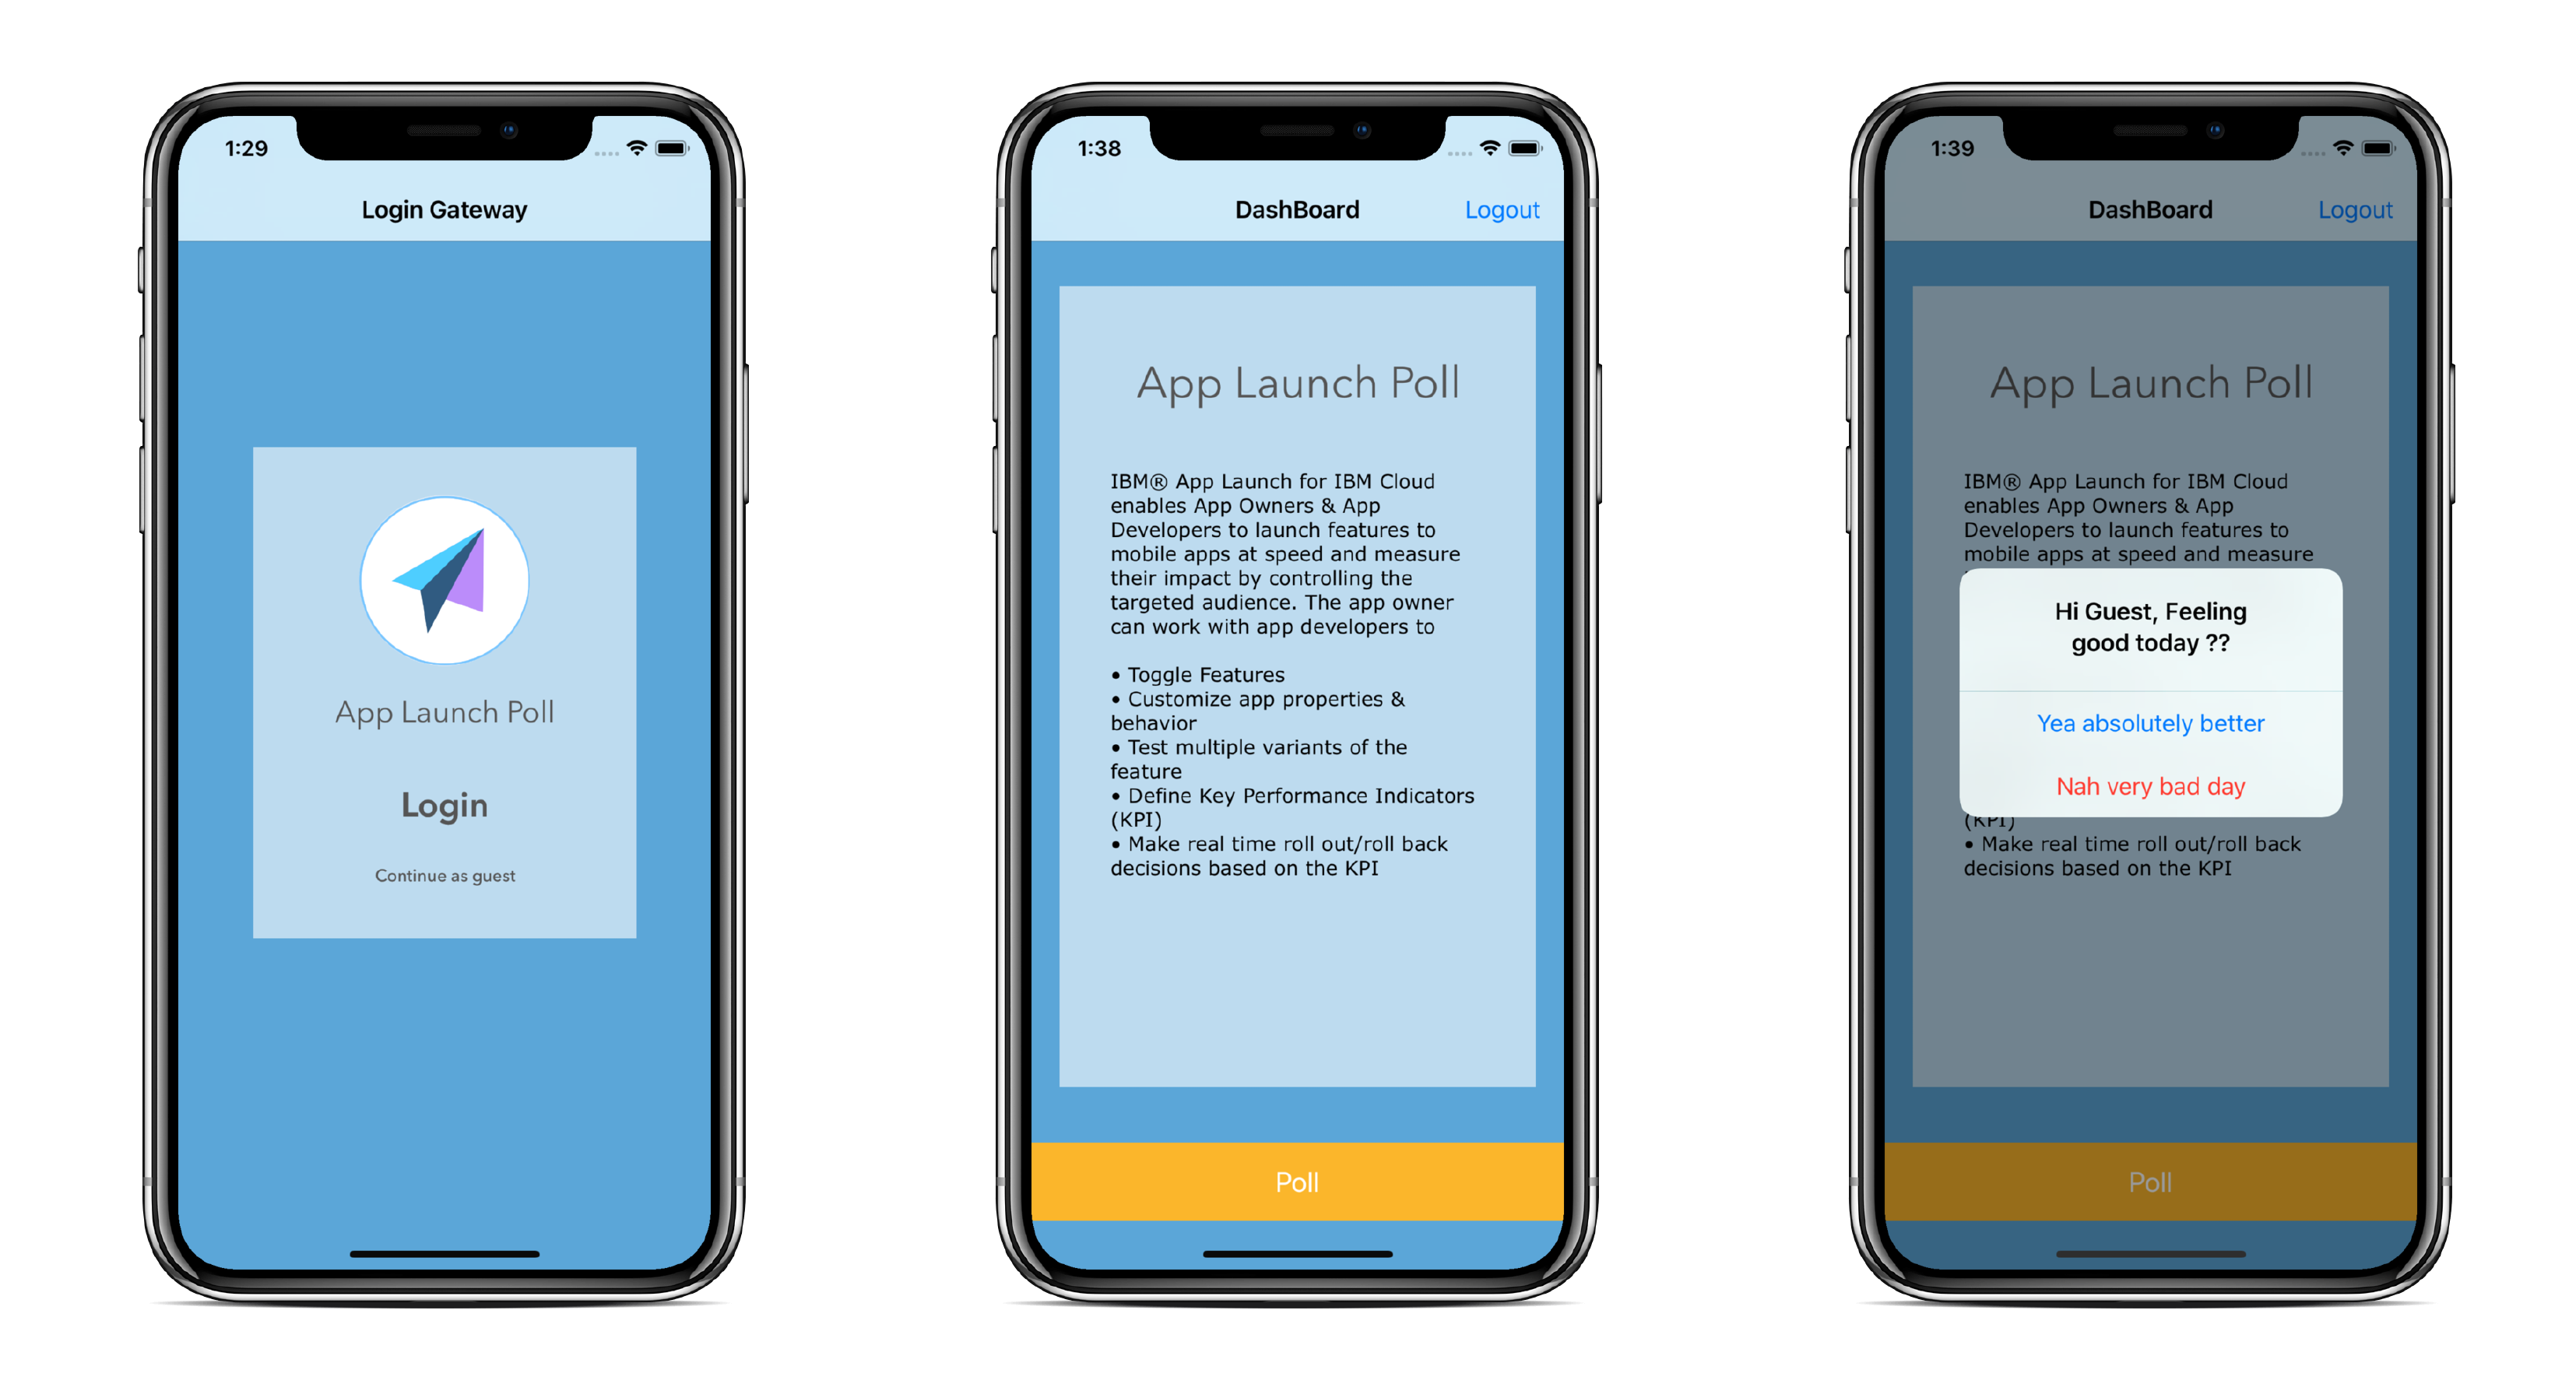 1:29
Login Gateway
App Launch Poll
Login
Continue as guest
1:38
DashBoard
Logout
App Launch Poll
IBM® App Launch for IBM Cloud
enables App Owners & App
Developers to launch features to
mobile apps at speed and measure
their impact by controlling the
targeted audience. The app owner
can work with app developers to
• Toggle Features
• Customize app properties &
behavior
• Test multiple variants of the
feature
• Define Key Performance Indicators
(KPI)
• Make real time roll out/roll back
decisions based on the KPI
Poll
1:39
DashBoard
Logout
App Launch Poll
IBM® App Launch for IBM Cloud
enables App Owners & App
Developers to launch features to
mobile apps at speed and measure
Hi Guest, Feeling
good today ??
Yea absolutely better
Nah very bad day
(KPI)
• Make real time roll out/roll back
decisions based on the KPI
Poll